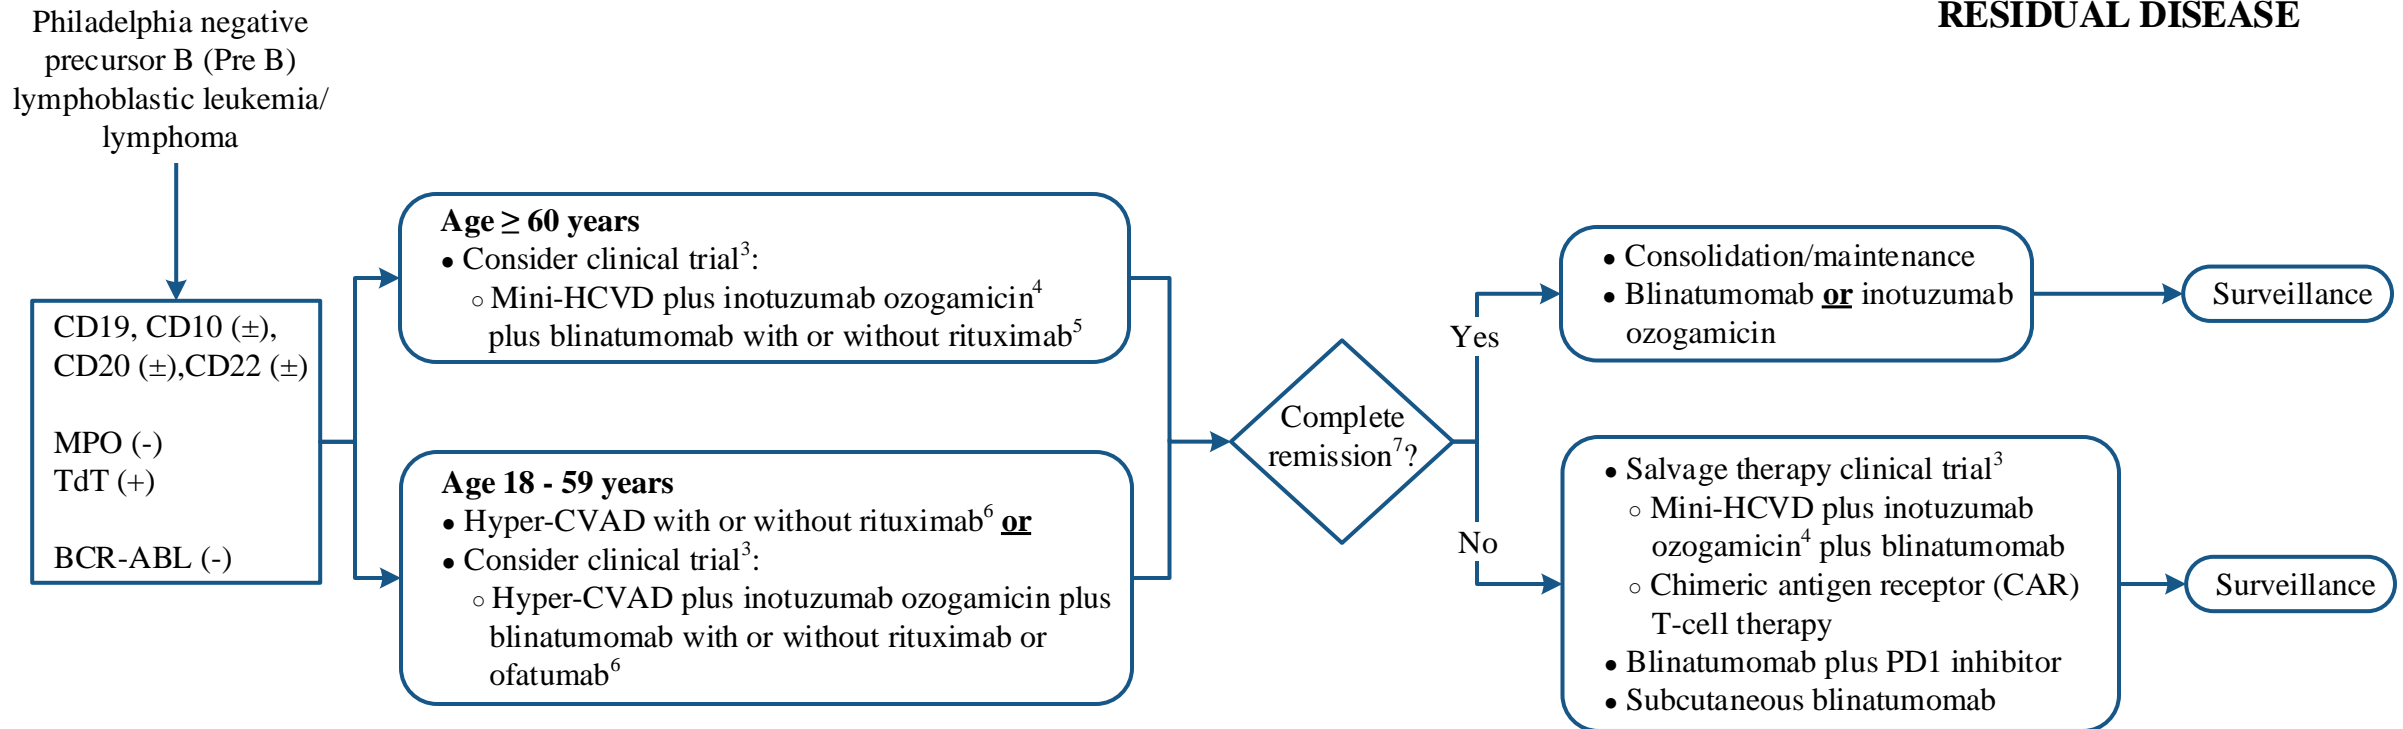 RESIDUAL DISEASE
Philadelphia negative
precursor B (Pre B)
lymphoblastic leukemia/
lymphoma
CD19, CD10 (±),
CD20 (±),CD22 (±)
MPO (-)
TdT (+)
BCR-ABL (-)
Age ≥ 60 years
● Consider clinical trial³:
○ Mini-HCVD plus inotuzumab ozogamicin⁴
plus blinatumomab with or without rituximab⁵
Age 18 - 59 years
● Hyper-CVAD with or without rituximab⁶ or
● Consider clinical trial³:
○ Hyper-CVAD plus inotuzumab ozogamicin plus
blinatumomab with or without rituximab or
ofatumab⁶
Complete
remission⁷?
Yes
● Consolidation/maintenance
● Blinatumomab or inotuzumab
ozogamicin
Surveillance
No
● Salvage therapy clinical trial³
○ Mini-HCVD plus inotuzumab
ozogamicin⁴ plus blinatumomab
○ Chimeric antigen receptor (CAR)
T-cell therapy
● Blinatumomab plus PD1 inhibitor
● Subcutaneous blinatumomab
Surveillance